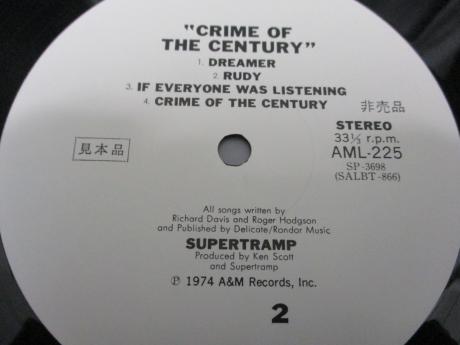 "CRIME OF
THE CENTURY"
1. DREAMER
2. RUDY
3. IF EVERYONE WAS LISTENING
4. CRIME OF THE CENTURY
非売品
見本品
STEREO
33⅓ r.p.m.
AML-225
SP-3698
(SALBT-866)
All songs written by
Richard Davis and Roger Hodgson
and Published by Delicate/Rondor Music
SUPERTRAMP
Produced by Ken Scott
and Supertramp
℗ 1974 A&M Records, Inc.
2